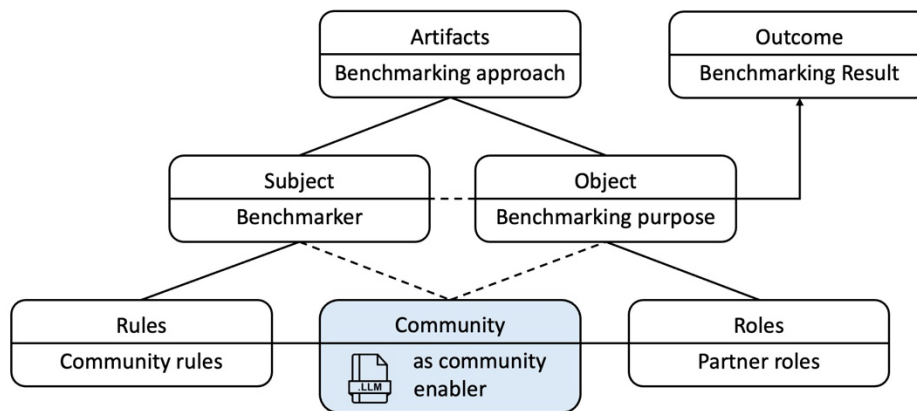 Artifacts
Benchmarking approach
Outcome
Benchmarking Result
Subject
Benchmarker
Object
Benchmarking purpose
Rules
Community rules
Community
.LLM
as community
enabler
Roles
Partner roles